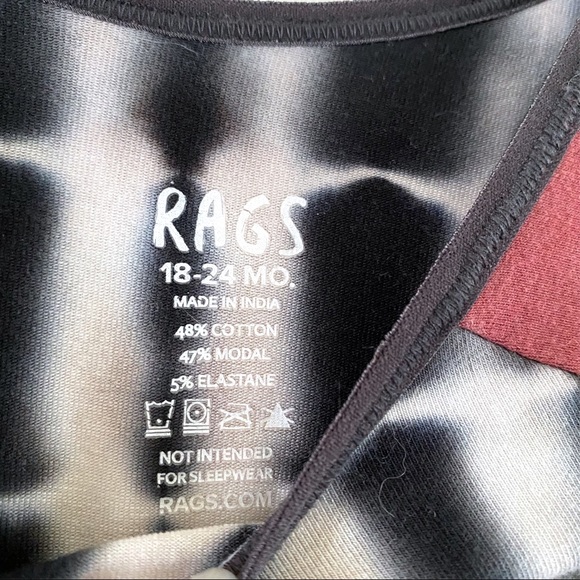 RAGS
18-24 MO.
MADE IN INDIA
48% COTTON
47% MODAL
5% ELASTANE
NOT INTENDED
FOR SLEEPWEAR
RAGS.COM